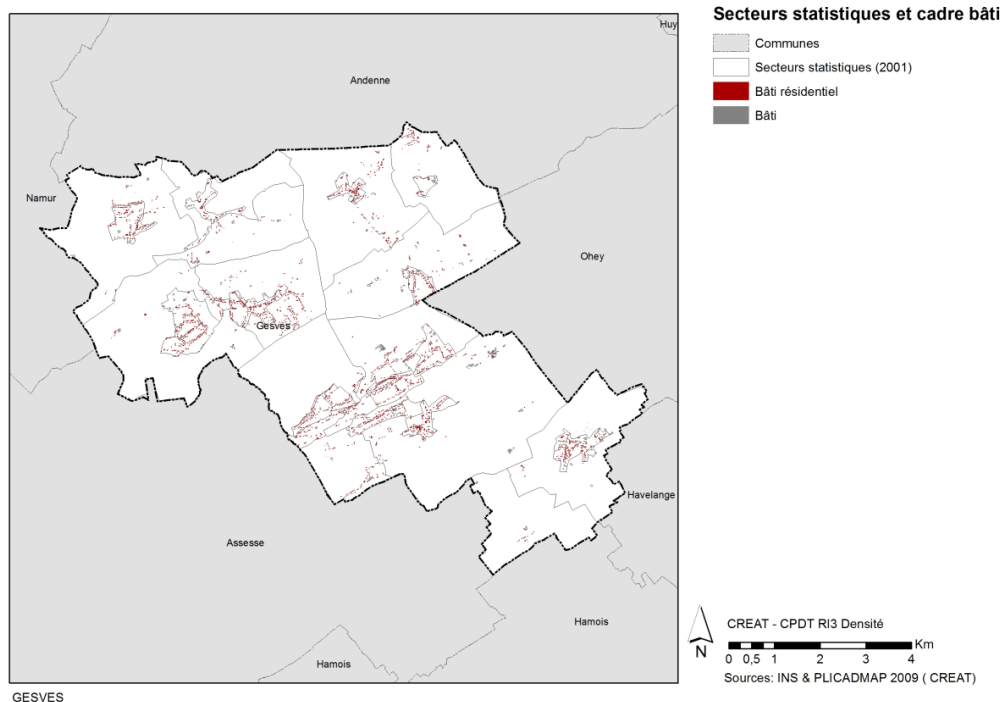 Secteurs statistiques et cadre bâti
Huy
Communes
Secteurs statistiques (2001)
Bâti résidentiel
Bâti
Andenne
Namur
Ohey
Gesves
Havelange
Assesse
Hamois
Hamois
CREAT - CPDT RI3 Densité
Km
0 0,5 1 2 3 4
N
Sources: INS & PLICADMAP 2009 ( CREAT)
GESVES